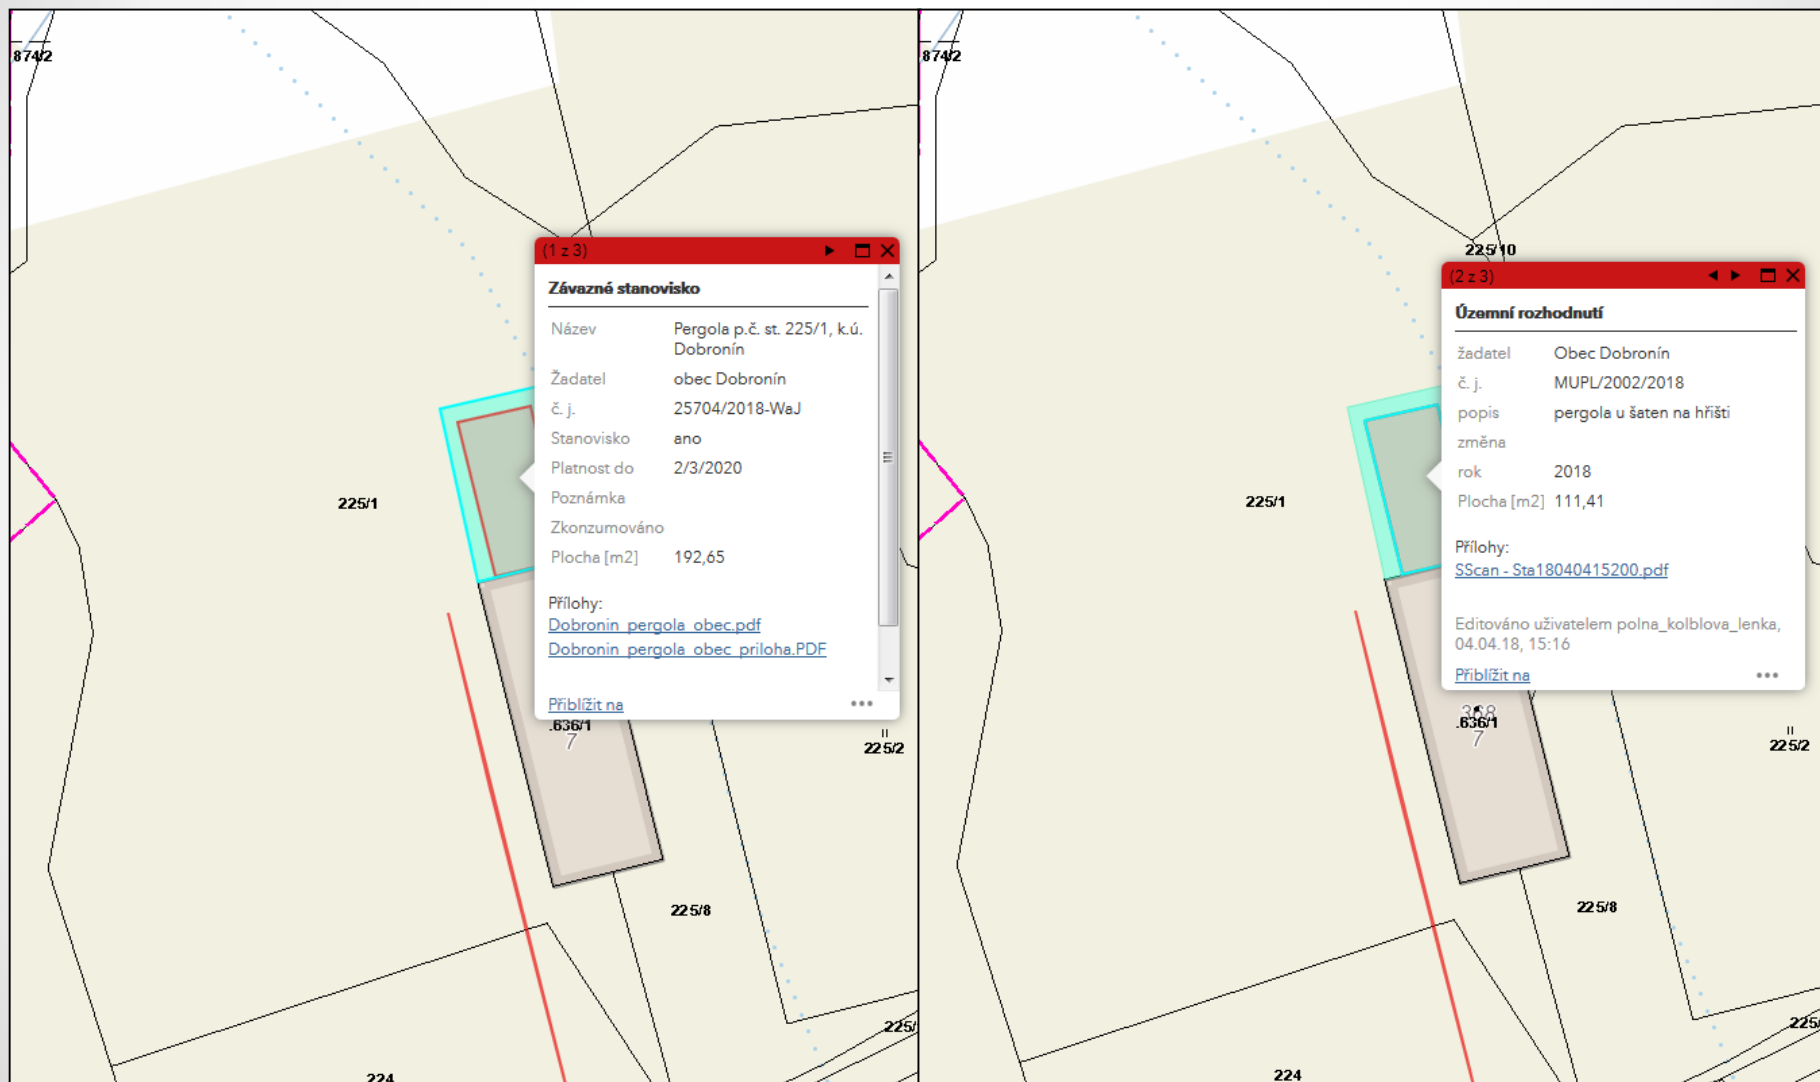 874/2
(1 z 3)
Závazné stanovisko
Název Pergola p.č. st. 225/1, k.ú. Dobronín
Žadatel obec Dobronín
č. j. 25704/2018-WaJ
Stanovisko ano
Platnost do 2/3/2020
Poznámka
Zkonzumováno
Plocha [m2] 192,65
Přílohy:
Dobronin_pergola_obec.pdf
Dobronin_pergola_obec_priloha.PDF
Přiblížit na
225/1
.636/1
7
225/2
225/8
225/
224
874/2
225/10
(2 z 3)
Územní rozhodnutí
žadatel Obec Dobronín
č. j. MUPL/2002/2018
popis pergola u šaten na hřišti
změna
rok 2018
Plocha [m2] 111,41
Přílohy:
SScan - Sta18040415200.pdf
Editováno uživatelem polna_kolblova_lenka,
04.04.18, 15:16
Přiblížit na
225/1
368
.636/1
7
225/2
225/8
225/
224